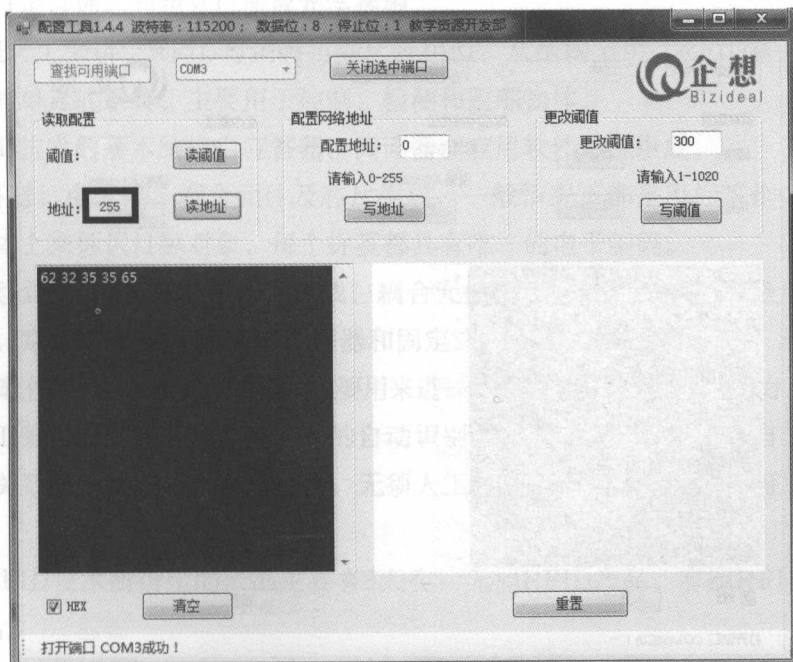 配置工具1.4.4 波特率：115200； 数据位：8 ；停止位：1 教学资源开发部
查找可用端口
COM3
关闭选中端口
企想
Bizideal
读取配置
阈值：
读阈值
地址：
255
读地址
配置网络地址
配置地址：
0
请输入0-255
写地址
更改阈值
更改阈值：
300
请输入1-1020
写阈值
62 32 35 35 65
HEX
清空
重置
打开端口 COM3成功！